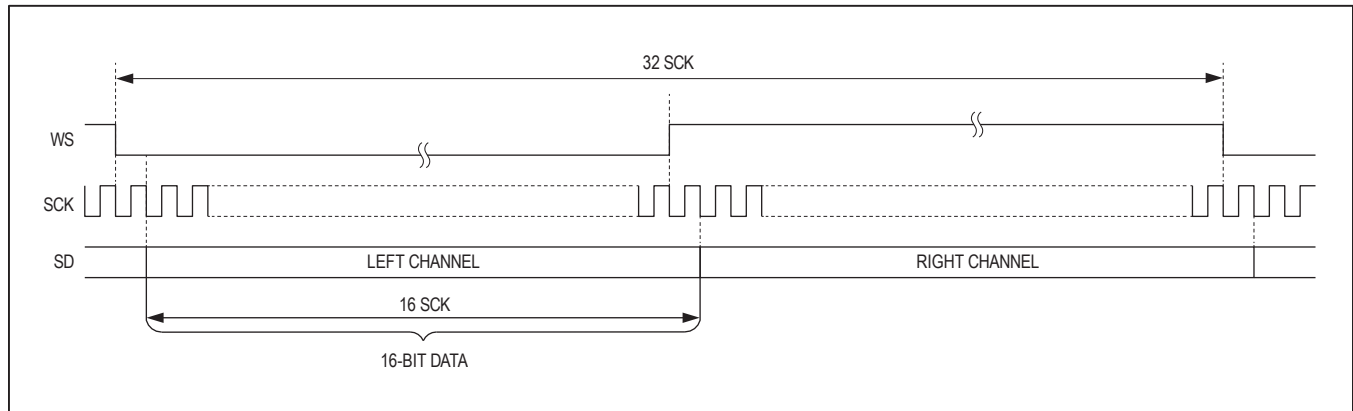 32 SCK
WS
SCK
SD
LEFT CHANNEL
RIGHT CHANNEL
16 SCK
16-BIT DATA